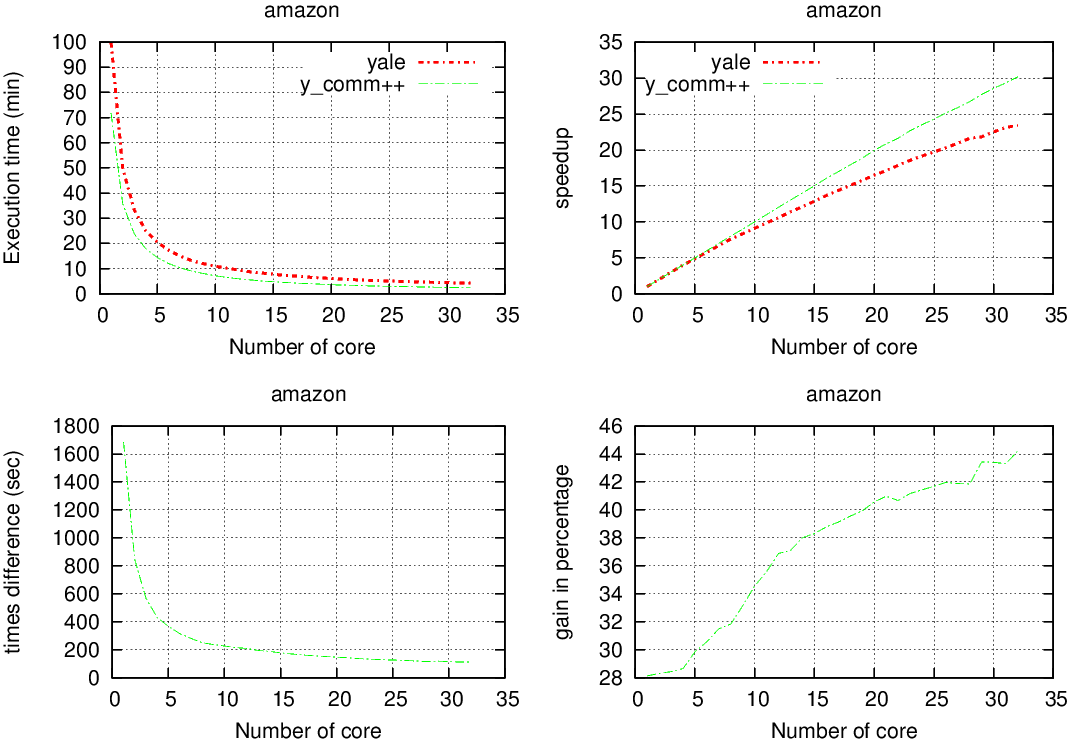 amazon
Execution time (min)
100
90
80
70
60
50
40
30
20
10
0
yale
y_comm++
0 5 10 15 20 25 30 35
Number of core
amazon
speedup
35
30
25
20
15
10
5
0
yale
y_comm++
0 5 10 15 20 25 30 35
Number of core
amazon
times difference (sec)
1800
1600
1400
1200
1000
800
600
400
200
0
0 5 10 15 20 25 30 35
Number of core
amazon
gain in percentage
46
44
42
40
38
36
34
32
30
28
0 5 10 15 20 25 30 35
Number of core